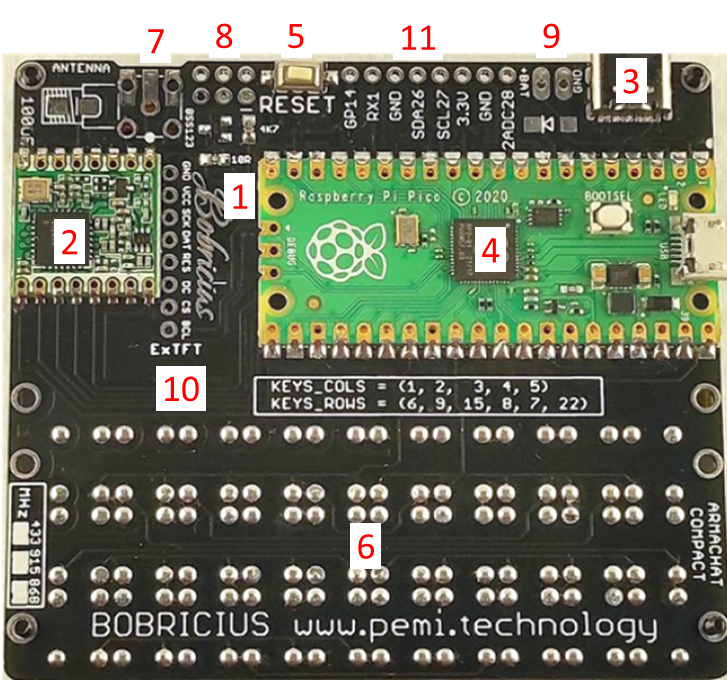 7 8 5 11 9
ANTENNA
3
+BAT
GND
100uF
RESET
GP14
RX1
GND
SDA26
SCL27
3.3V
GND
2ADC28
BSS123
4K7
10R
1
2
GND
VCC
SCK
DAT
RES
DC
CS
BCL
Bobricius
Raspberry Pi Pico © 2020
BOOTSEL
LED
USB
DEBUG
4
ExTFT
10
KEYS_COLS = (1, 2, 3, 4, 5)
KEYS_ROWS = (6, 9, 15, 8, 7, 22)
MHz
433
915
868
ARMACHAT
COMPACT
6
BOBRICIUS www.pemi.technology